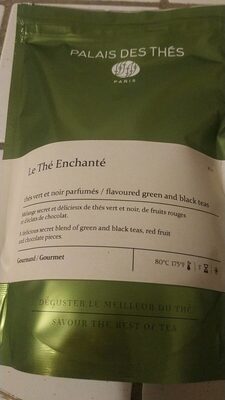 PALAIS DES THÉS
PARIS
Le Thé Enchanté
thés vert et noir parfumés / flavoured green and black teas
Mélange secret et délicieux de thés vert et noir, de fruits rouges
et éclats de chocolat.
A delicious secret blend of green and black teas, red fruit
and chocolate pieces.
Gourmand / Gourmet
80°C 175°F
DÉGUSTER LE MEILLEUR DU THÉ
SAVOUR THE BEST OF TEA